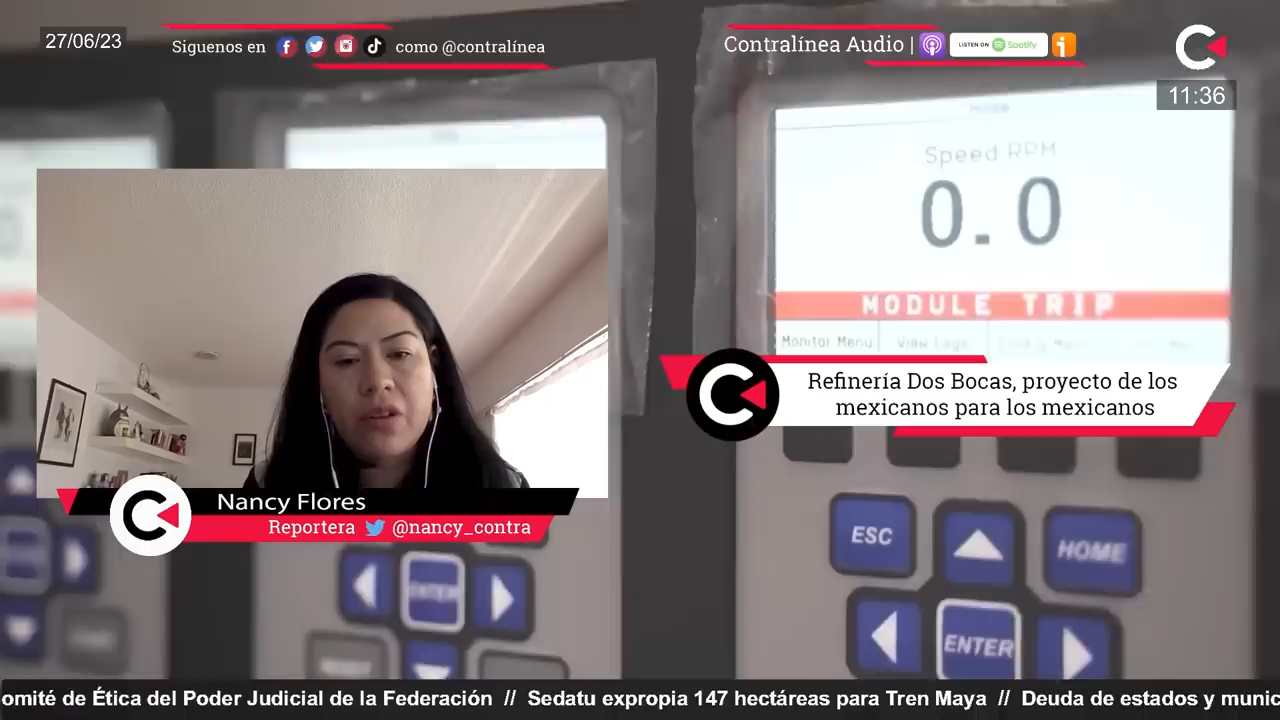 27/06/23
Siguenos en
como @contralínea
Contralínea Audio |
LISTEN ON Spotify
11:36
Speed RPM
0.0
MODULE TRIP
Monitor Menu
View Logs
Refinería Dos Bocas, proyecto de los
mexicanos para los mexicanos
Nancy Flores
Reportera @nancy_contra
ESC
HOME
ENTER
ENTER
omité de Ética del Poder Judicial de la Federación // Sedatu expropia 147 hectáreas para Tren Maya // Deuda de estados y munic